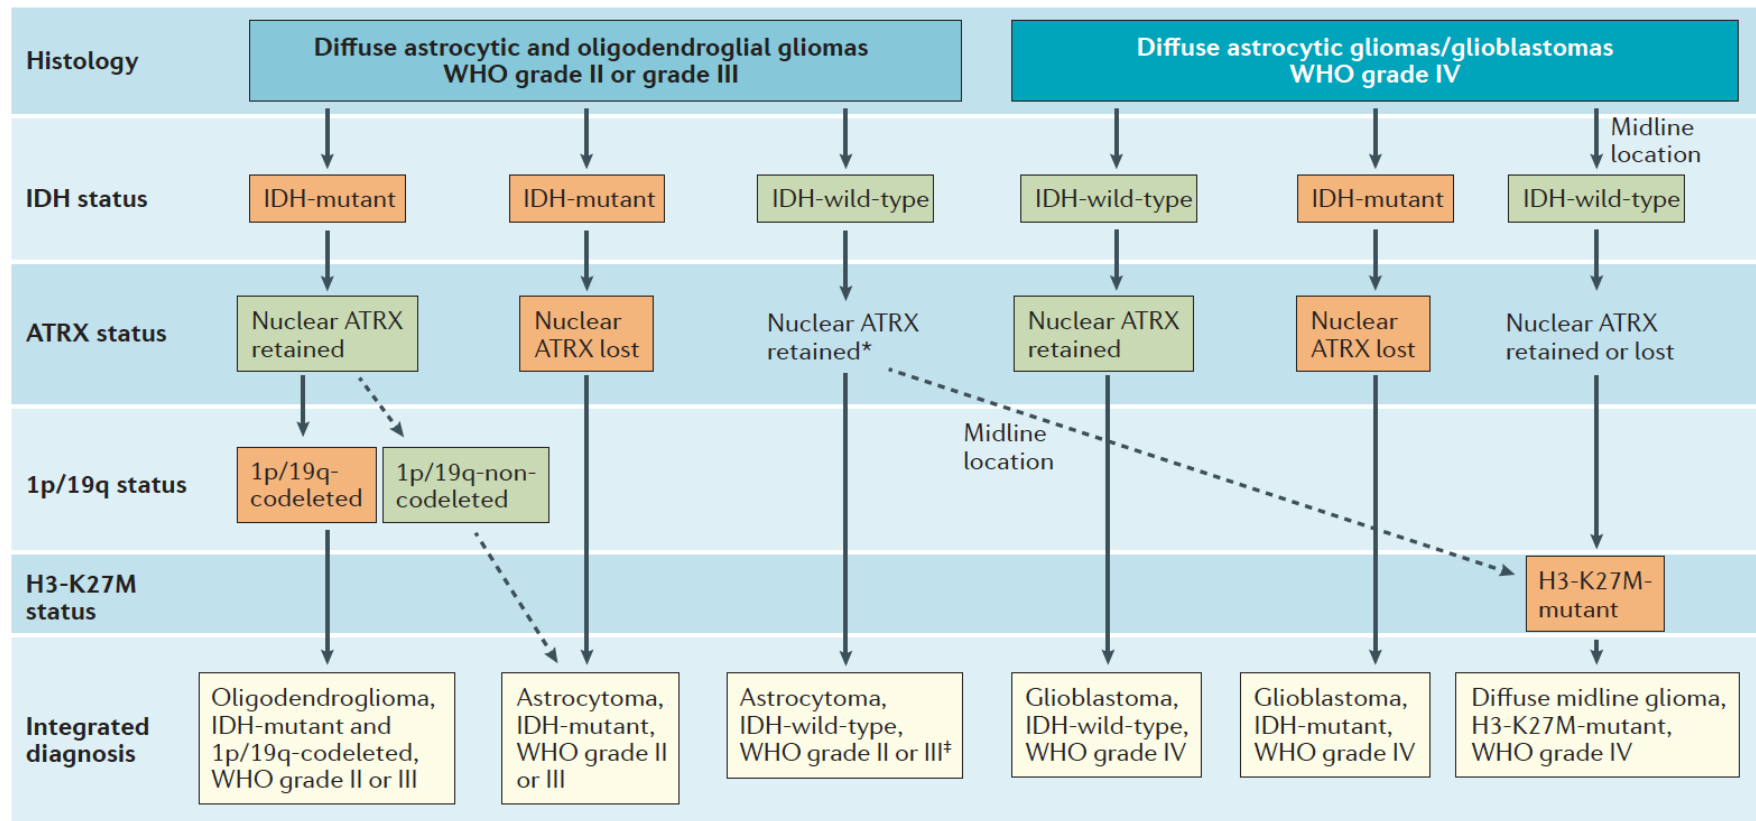 Histology
Diffuse astrocytic and oligodendroglial gliomas
WHO grade II or grade III
Diffuse astrocytic gliomas/glioblastomas
WHO grade IV
Midline
location
IDH status
IDH-mutant
IDH-mutant
IDH-wild-type
IDH-wild-type
IDH-mutant
IDH-wild-type
ATRX status
Nuclear ATRX
retained
Nuclear
ATRX lost
Nuclear ATRX
retained*
Nuclear ATRX
retained
Nuclear
ATRX lost
Nuclear ATRX
retained or lost
Midline
location
1p/19q status
1p/19q-
codeleted
1p/19q-non-
codeleted
H3-K27M
status
H3-K27M-
mutant
Integrated
diagnosis
Oligodendroglioma,
IDH-mutant and
1p/19q-codeleted,
WHO grade II or III
Astrocytoma,
IDH-mutant,
WHO grade II
or III
Astrocytoma,
IDH-wild-type,
WHO grade II or III‡
Glioblastoma,
IDH-wild-type,
WHO grade IV
Glioblastoma,
IDH-mutant,
WHO grade IV
Diffuse midline glioma,
H3-K27M-mutant,
WHO grade IV